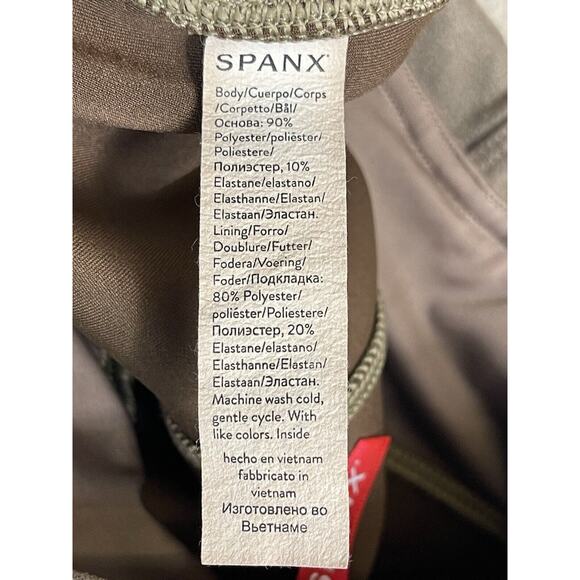 SPANX
Body/Cuerpo/Corps
/Corpetto/Bål/
Основа: 90%
Polyester/poliéster/
Poliestere/
Полиэстер, 10%
Elastane/elastano/
Elasthanne/Elastan/
Elastaan/Эластан.
Lining/Forro/
Doublure/Futter/
Fodera/Voering/
Foder/Подкладка:
80% Polyester/
poliéster/Poliestere/
Полиэстер, 20%
Elastane/elastano/
Elasthanne/Elastan/
Elastaan/Эластан.
Machine wash cold,
gentle cycle. With
like colors. Inside
hecho en vietnam
fabbricato in
vietnam
Изготовлено во
Вьетнаме